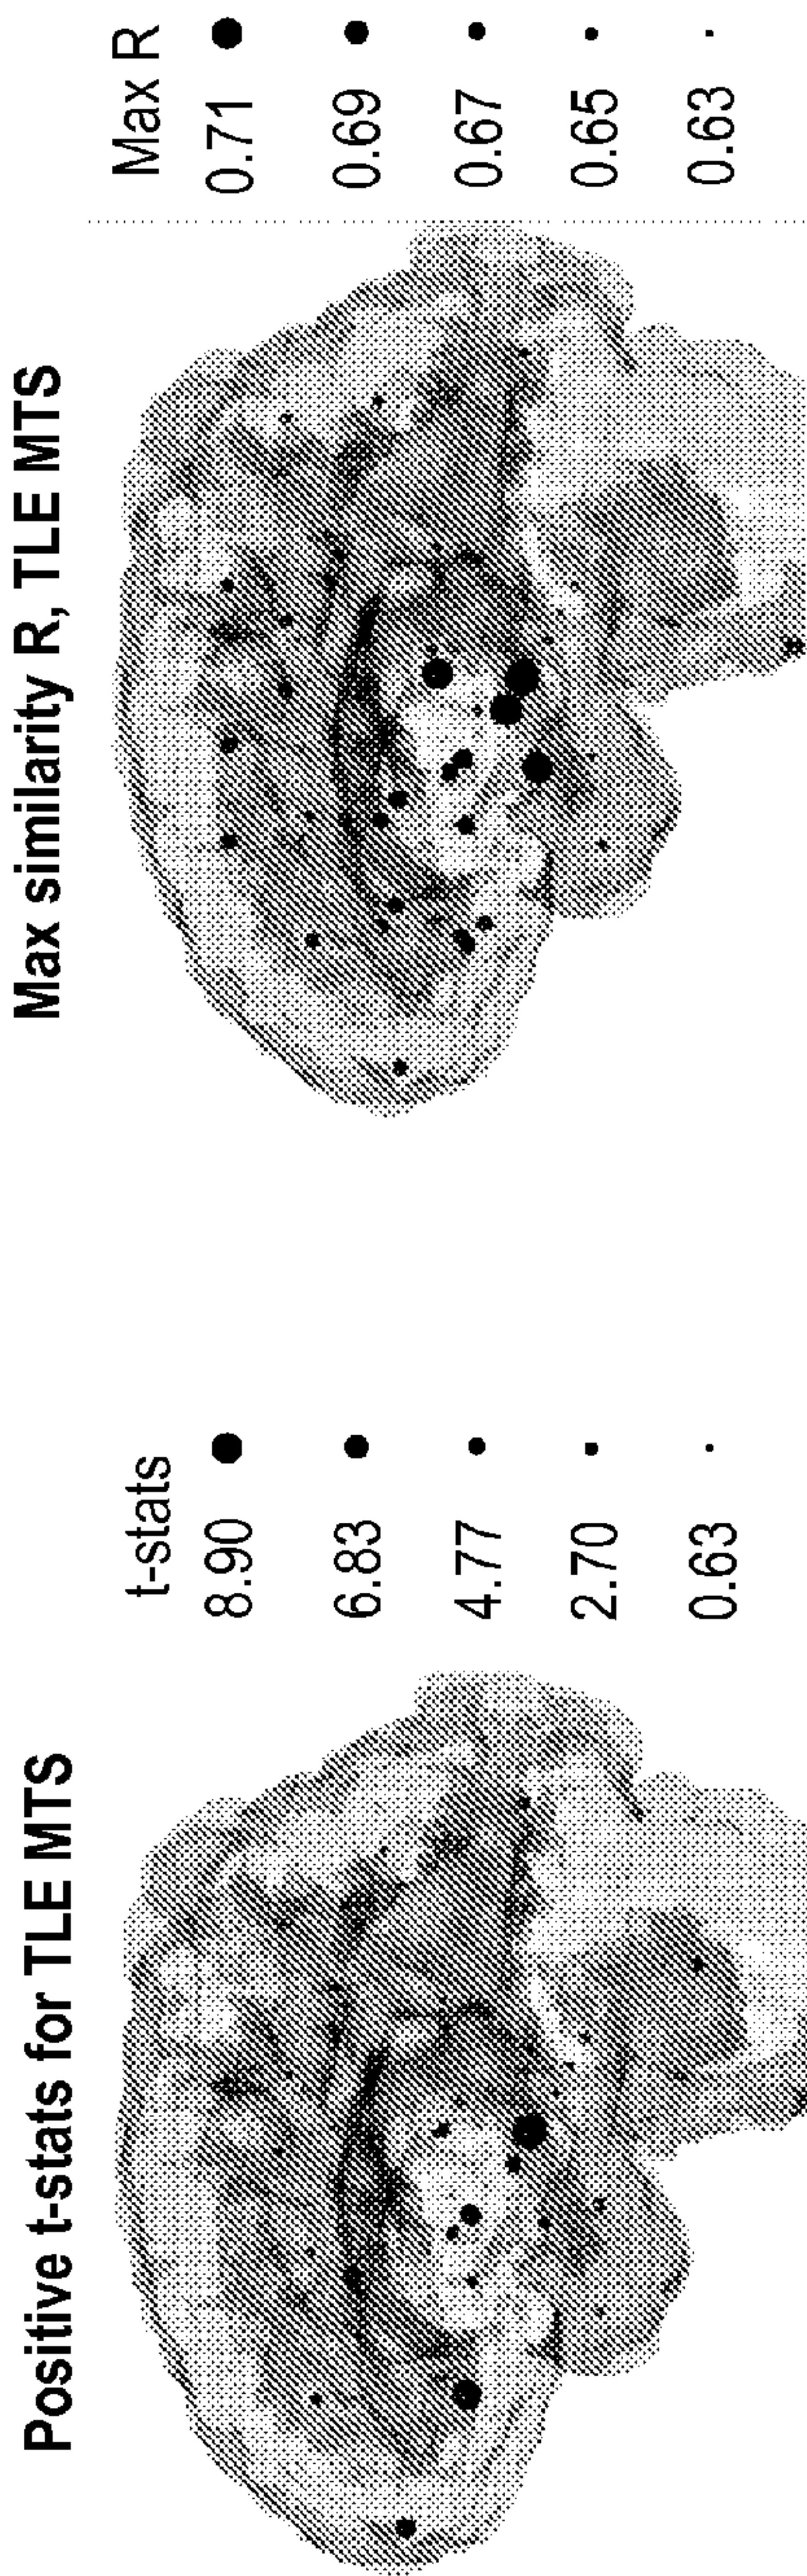 Positive t-stats for TLE MTS
t-stats
8.90
6.83
4.77
2.70
0.63
Max similarity R, TLE MTS
Max R
0.71
0.69
0.67
0.65
0.63